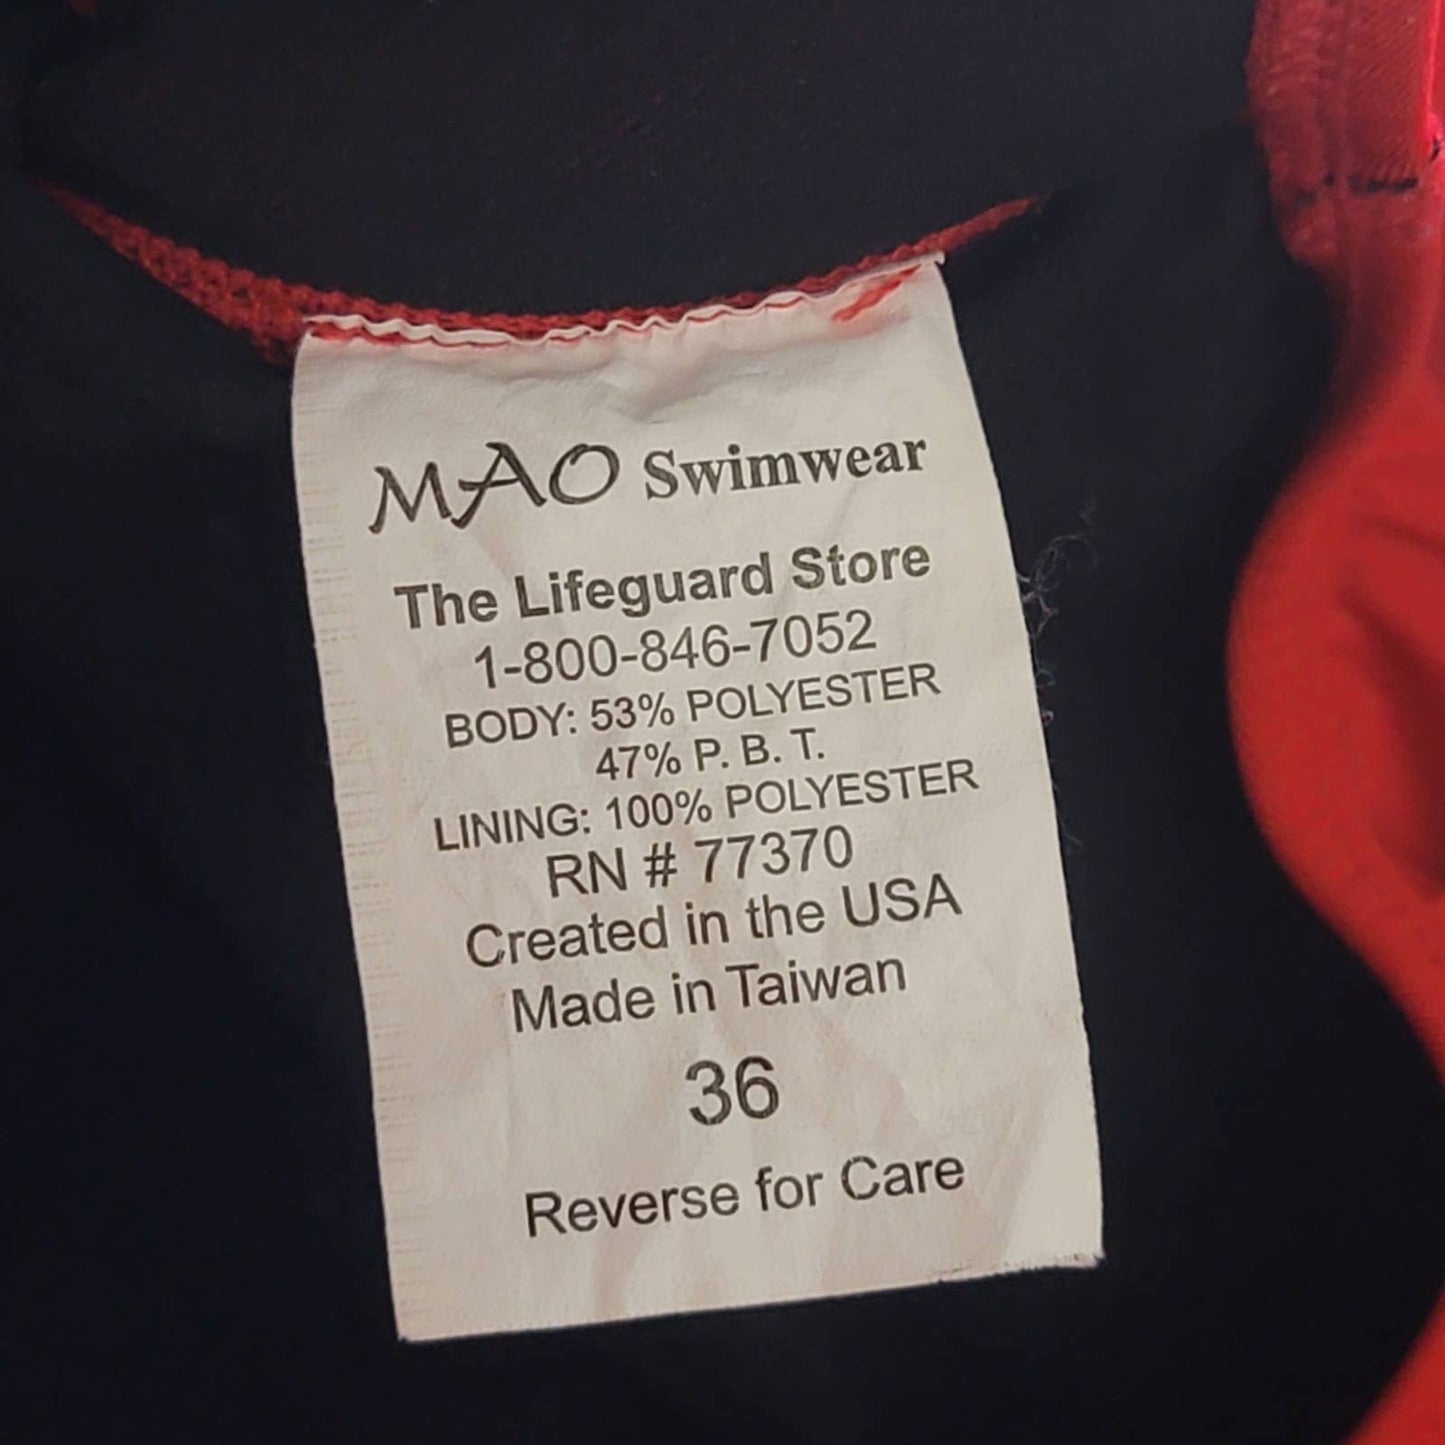 MAO Swimwear
The Lifeguard Store
1-800-846-7052
BODY: 53% POLYESTER
47% P. B. T.
LINING: 100% POLYESTER
RN # 77370
Created in the USA
Made in Taiwan
36
Reverse for Care